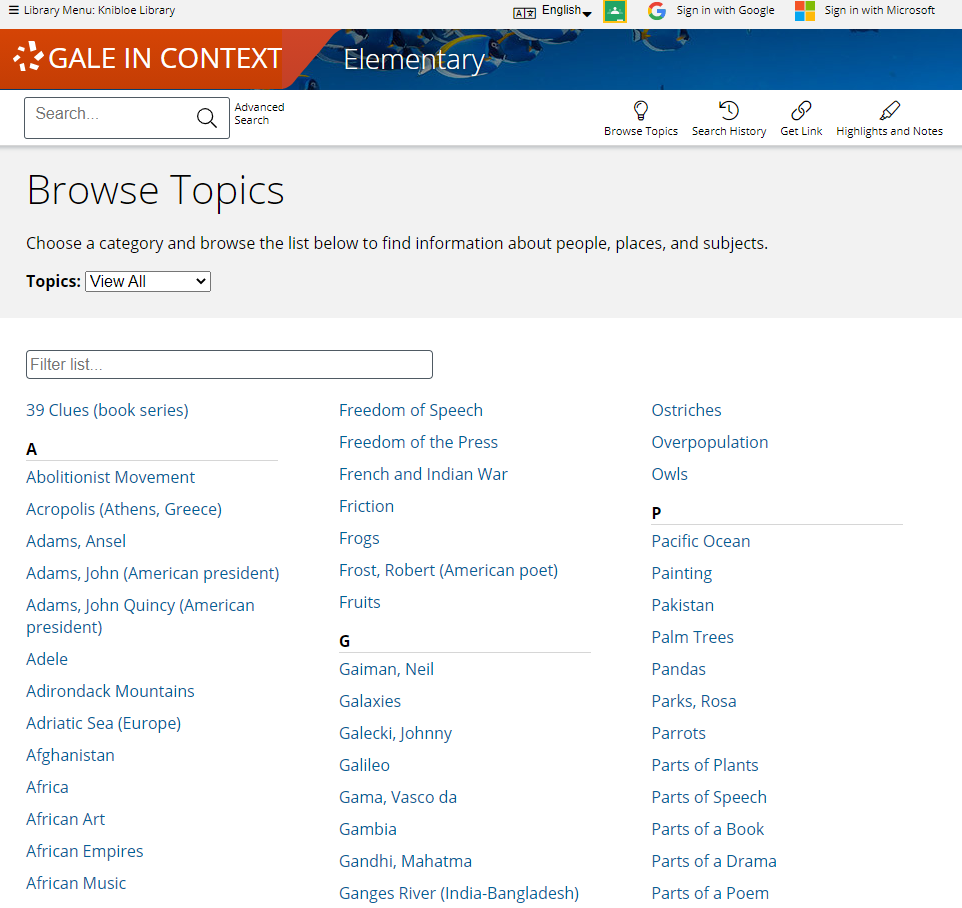 Library Menu: Knibloe Library
English
Sign in with Google
Sign in with Microsoft
GALE IN CONTEXT
Elementary
Search...
Advanced
Search
Browse Topics
Search History
Get Link
Highlights and Notes
Browse Topics
Choose a category and browse the list below to find information about people, places, and subjects.
Topics: View All
Filter list...
39 Clues (book series)
A
Abolitionist Movement
Acropolis (Athens, Greece)
Adams, Ansel
Adams, John (American president)
Adams, John Quincy (American
president)
Adele
Adirondack Mountains
Adriatic Sea (Europe)
Afghanistan
Africa
African Art
African Empires
African Music
Freedom of Speech
Freedom of the Press
French and Indian War
Friction
Frogs
Frost, Robert (American poet)
Fruits
G
Gaiman, Neil
Galaxies
Galecki, Johnny
Galileo
Gama, Vasco da
Gambia
Gandhi, Mahatma
Ganges River (India-Bangladesh)
Ostriches
Overpopulation
Owls
P
Pacific Ocean
Painting
Pakistan
Palm Trees
Pandas
Parks, Rosa
Parrots
Parts of Plants
Parts of Speech
Parts of a Book
Parts of a Drama
Parts of a Poem